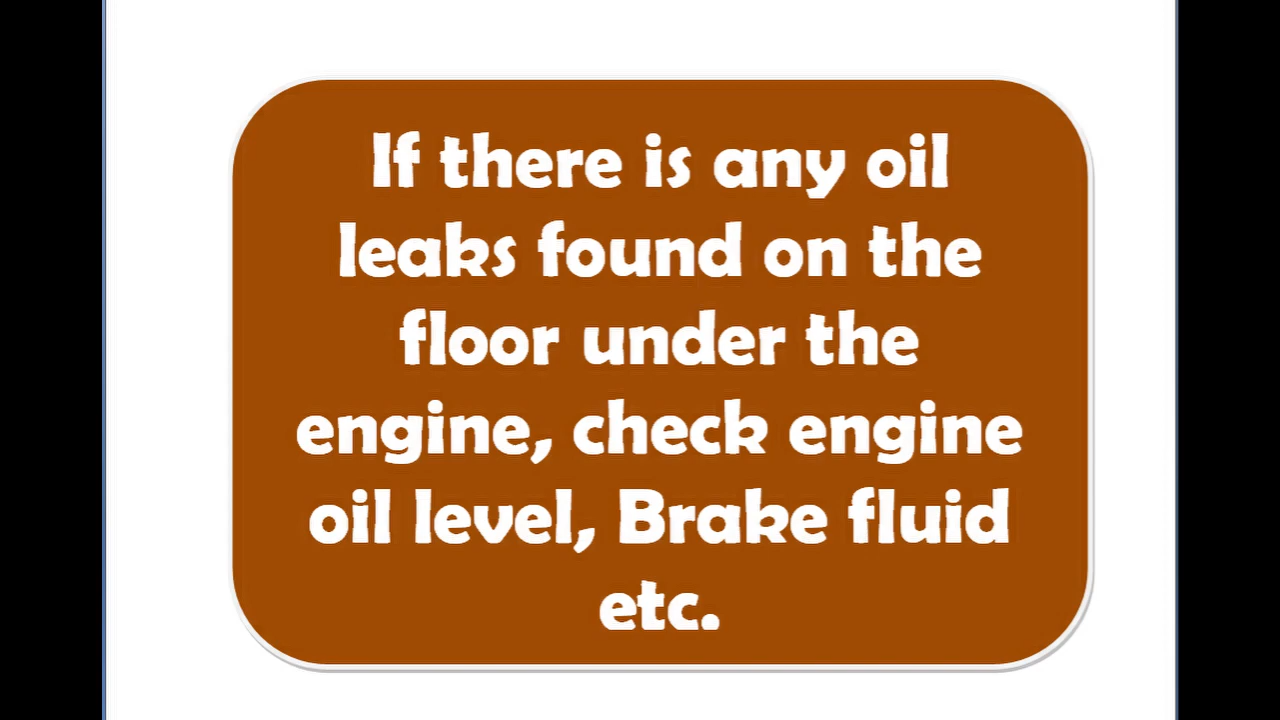 If there is any oil
leaks found on the
floor under the
engine, check engine
oil level, Brake fluid
etc.